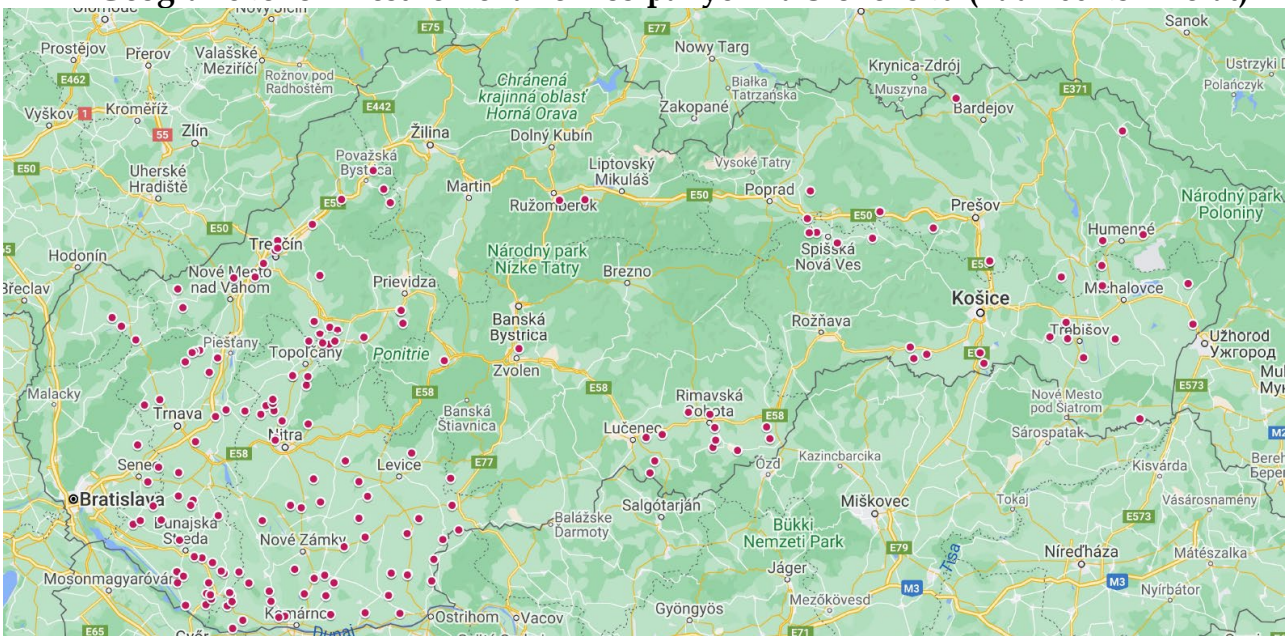 E75
E77
Sanok
Prostějov
Přerov
Valašské
Meziříčí
Nowy Targ
Krynica-Zdrój
E462
Rožnov pod
Radhoštěm
Chránená
krajinná oblasť
Horná Orava
Białka
Tatrzańska
Muszyna
E371
Polańczyk
Vyškov
1
Kroměříž
E442
Zakopané
Bardejov
55
Zlín
Žilina
Dolný Kubín
E50
Uherské
Hradiště
Považská
Bystrica
Martin
Liptovský
Mikuláš
Vysoké Tatry
Poprad
E50
Ružomberok
E50
Prešov
Národný park
Poloniny
E50
Trenčín
Spišská
Nová Ves
Humenné
Hodonín
Nové Mesto
nad Váhom
Prievidza
Národný park
Nízke Tatry
Brezno
Břeclav
Košice
Michalovce
Banská
Bystrica
Rožňava
Trebišov
Užhorod
Ужгород
Piešťany
Topoľčany
Ponitrie
Zvolen
E58
E58
E573
Malacky
Trnava
Banská
Štiavnica
Rimavská
Sobota
E58
Nové Mesto
pod Šiatrom
Nitra
Lučenec
Sárospatak
M2
E58
Senec
Levice
E77
Ózd
Kazincbarcika
Kisvárda
Bratislava
Salgótarján
Miškovec
Tokaj
Vásárosnamény
Dunajská
Streda
Nové Zámky
Balážske
Ďarmoty
Bükki
Nemzeti Park
E573
E79
Tisa
Níreďháza
Mátészalka
Mosonmagyaróvár
Jáger
M3
M3
Nyírbátor
Komárno
Ostrihom
Vacov
Gyöngyös
Mezőkövesd
E65
Dunaj
E71